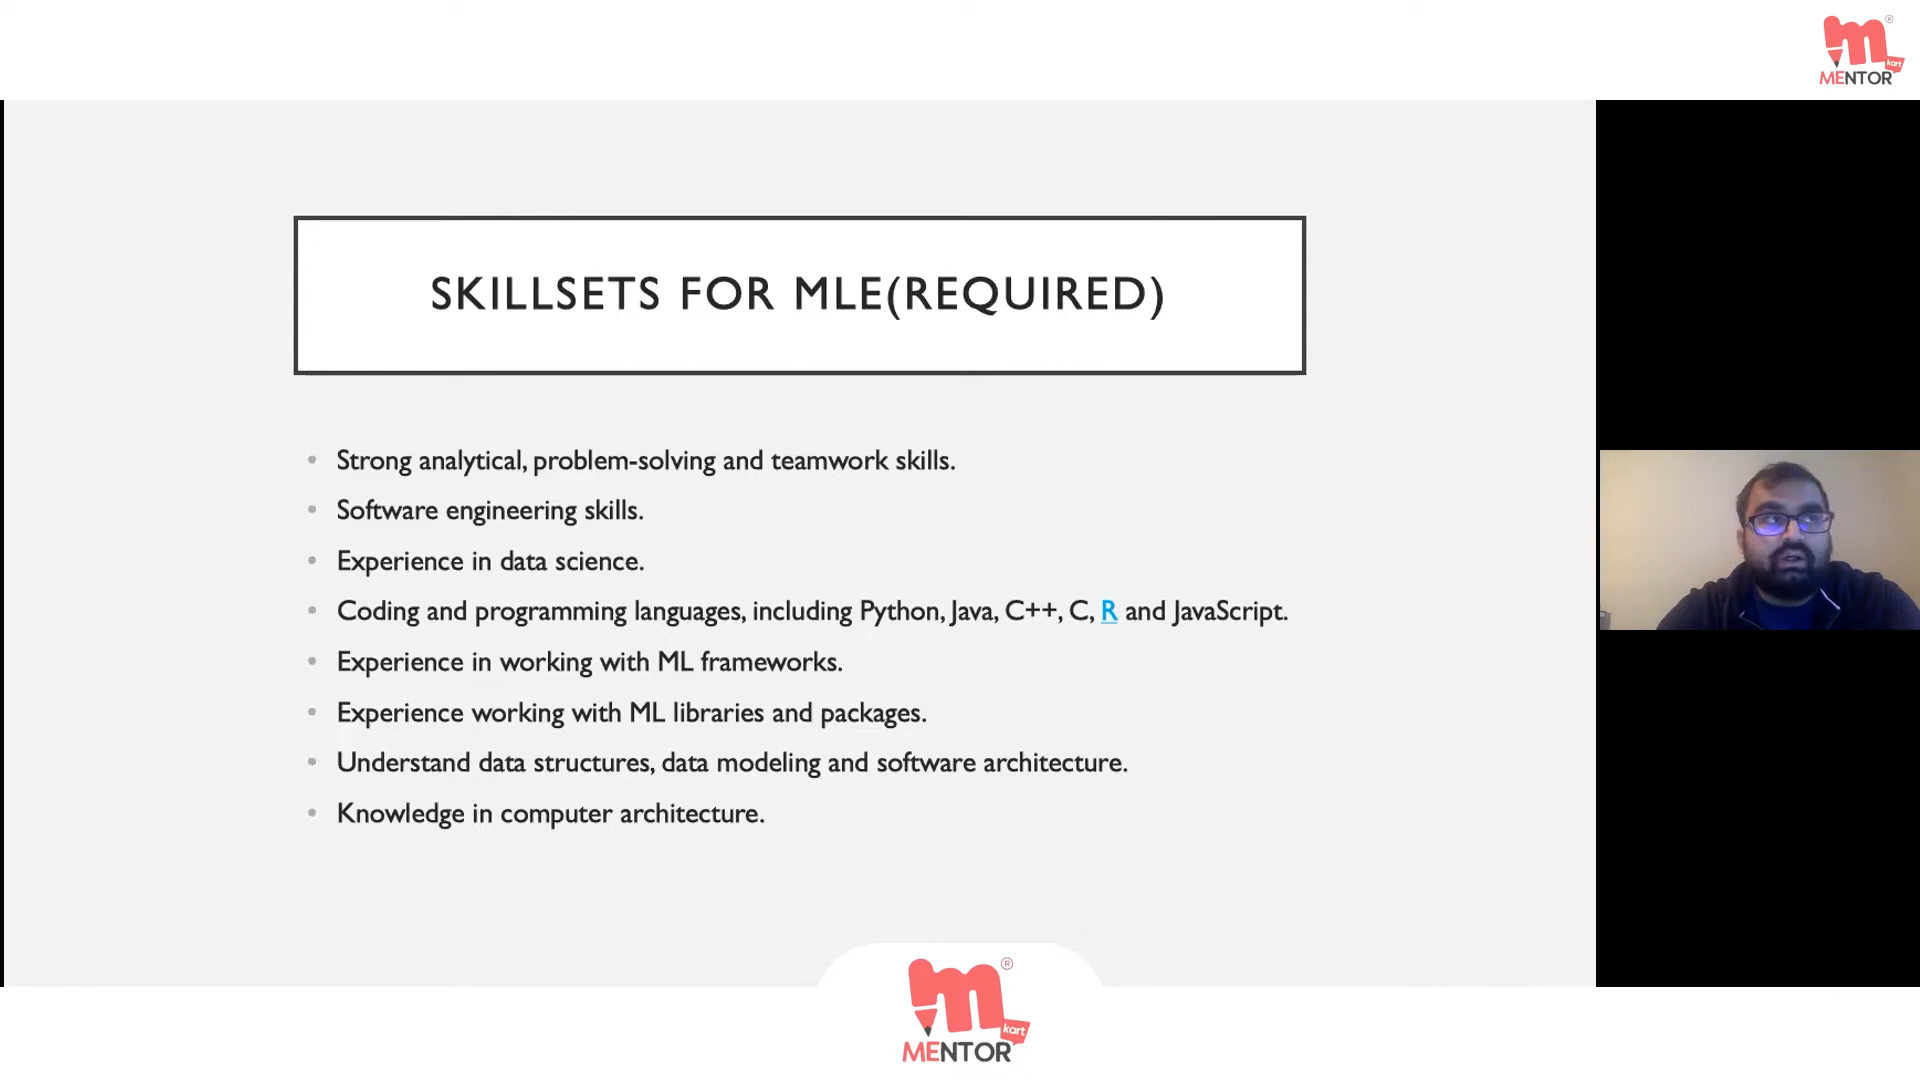 m®
kart
MENTOR
SKILLSETS FOR MLE(REQUIRED)
• Strong analytical, problem-solving and teamwork skills.
• Software engineering skills.
• Experience in data science.
• Coding and programming languages, including Python, Java, C++, C, R and JavaScript.
• Experience in working with ML frameworks.
• Experience working with ML libraries and packages.
• Understand data structures, data modeling and software architecture.
• Knowledge in computer architecture.
m®
kart
MENTOR